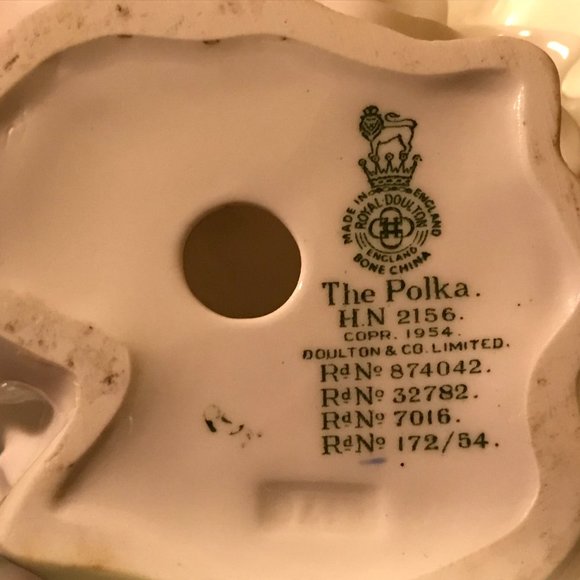 MADE IN ENGLAND
ROYAL DOULTON
ENGLAND
BONE CHINA
The Polka.
H.N 2156.
COPR. 1954.
DOULTON & CO. LIMITED.
Rd No 874042.
Rd No 32782.
Rd No 7016.
Rd No 172/54.